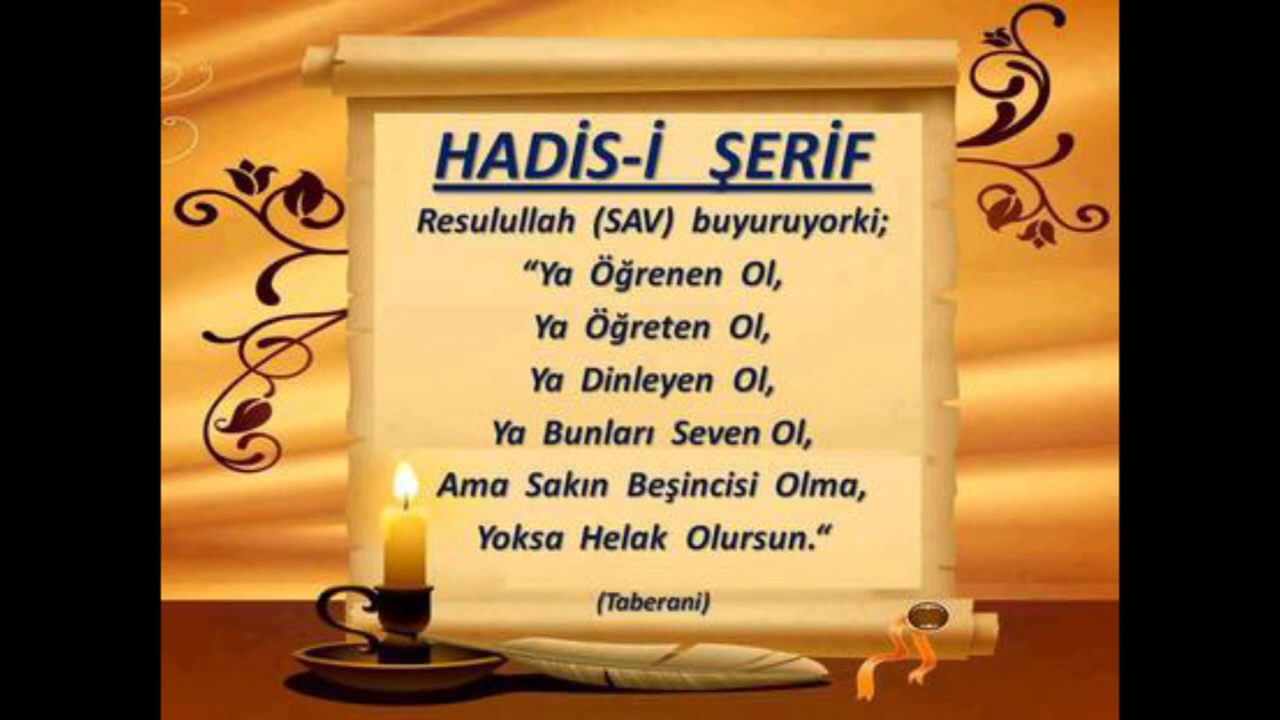 HADİS-İ ŞERİF
Resulullah (SAV) buyuruyorki;
“Ya Öğrenen Ol,
Ya Öğreten Ol,
Ya Dinleyen Ol,
Ya Bunları Seven Ol,
Ama Sakın Beşincisi Olma,
Yoksa Helak Olursun.“
(Taberani)